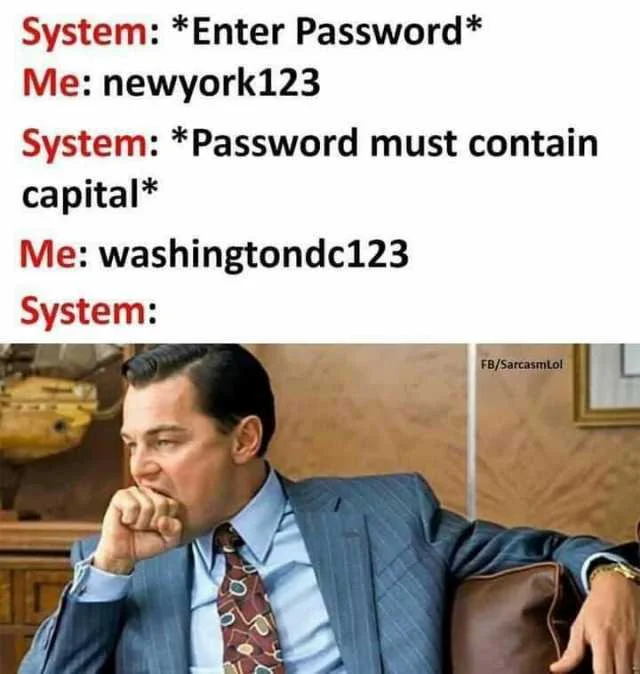 System: *Enter Password*
Me: newyork123
System: *Password must contain
capital*
Me: washingtondc123
System:
FB/SarcasmLol